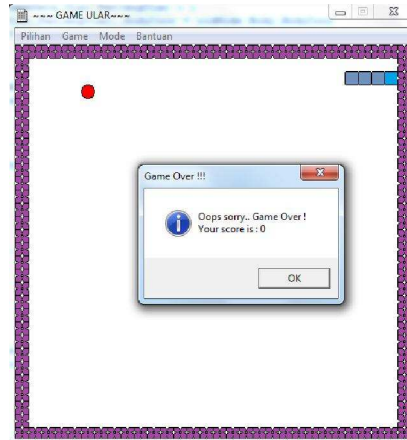 ~~~ GAME ULAR~~~
Pilihan Game Mode Bantuan
Game Over !!!
Oops sorry.. Game Over !
Your score is : 0
OK